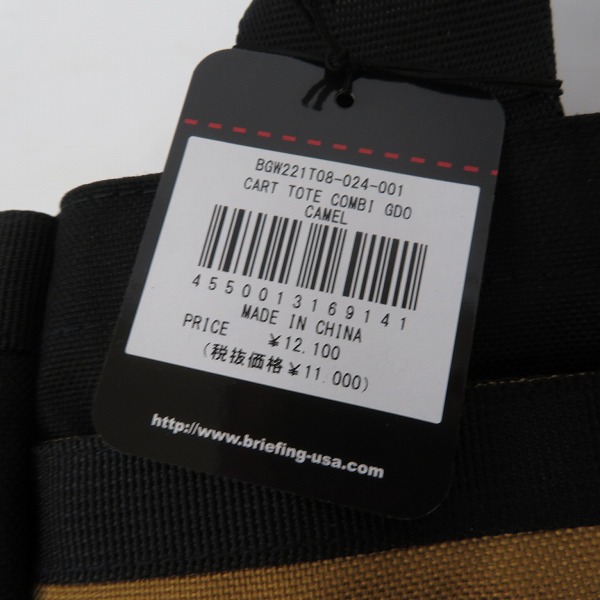 BGW221T08-024-001
CART TOTE COMBI GDO
CAMEL
4550013169141
MADE IN CHINA
PRICE ¥12,100
(税抜価格¥11,000)
http://www.briefing-usa.com